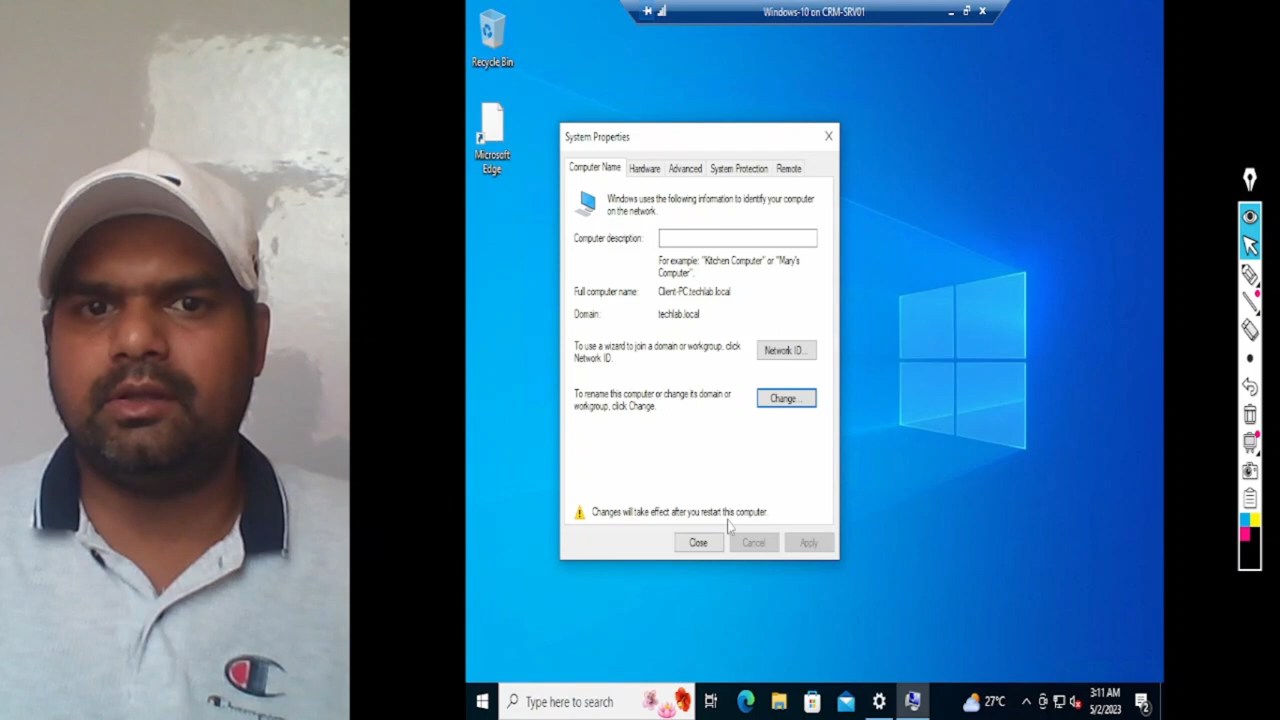 Windows-10 on CRM-SRV01
Recycle Bin
Microsoft
Edge
System Properties
Computer Name
Hardware
Advanced
System Protection
Remote
Windows uses the following information to identify your computer
on the network.
Computer description:
For example: "Kitchen Computer" or "Mary's
Computer".
Full computer name:
Client-PC.techlab.local
Domain:
techlab.local
To use a wizard to join a domain or workgroup, click
Network ID.
Network ID...
To rename this computer or change its domain or
workgroup, click Change.
Change...
Changes will take effect after you restart this computer.
Close
Cancel
Apply
Type here to search
27°C
3:11 AM
5/2/2023
2
Champion